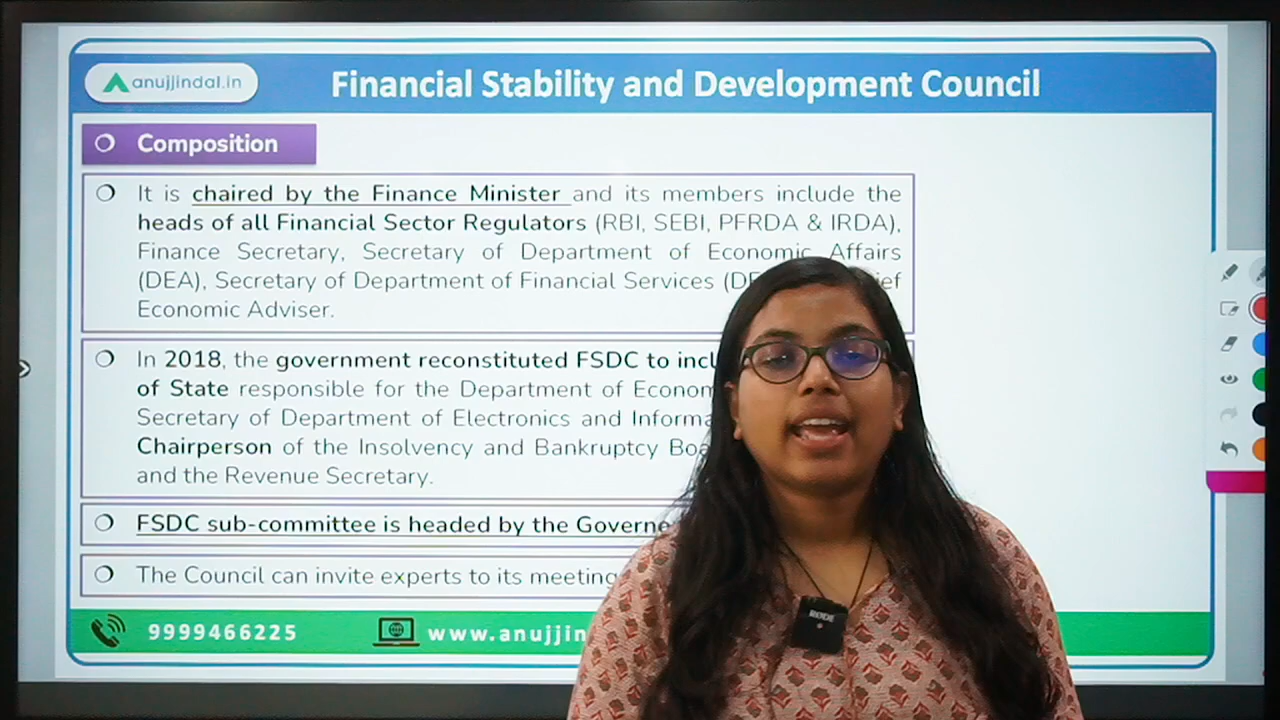 anujjindal.in
Financial Stability and Development Council
Composition
It is chaired by the Finance Minister and its members include the
heads of all Financial Sector Regulators (RBI, SEBI, PFRDA & IRDA),
Finance Secretary, Secretary of Department of Economic Affairs
(DEA), Secretary of Department of Financial Services
Economic Adviser.
In 2018, the government reconstituted FSDC to
of State responsible for the Department of
Secretary of Department of Electronics and
Chairperson of the Insolvency and Bankruptcy
and the Revenue Secretary.
FSDC sub-committee is headed by the
The Council can invite experts to its
9999466225